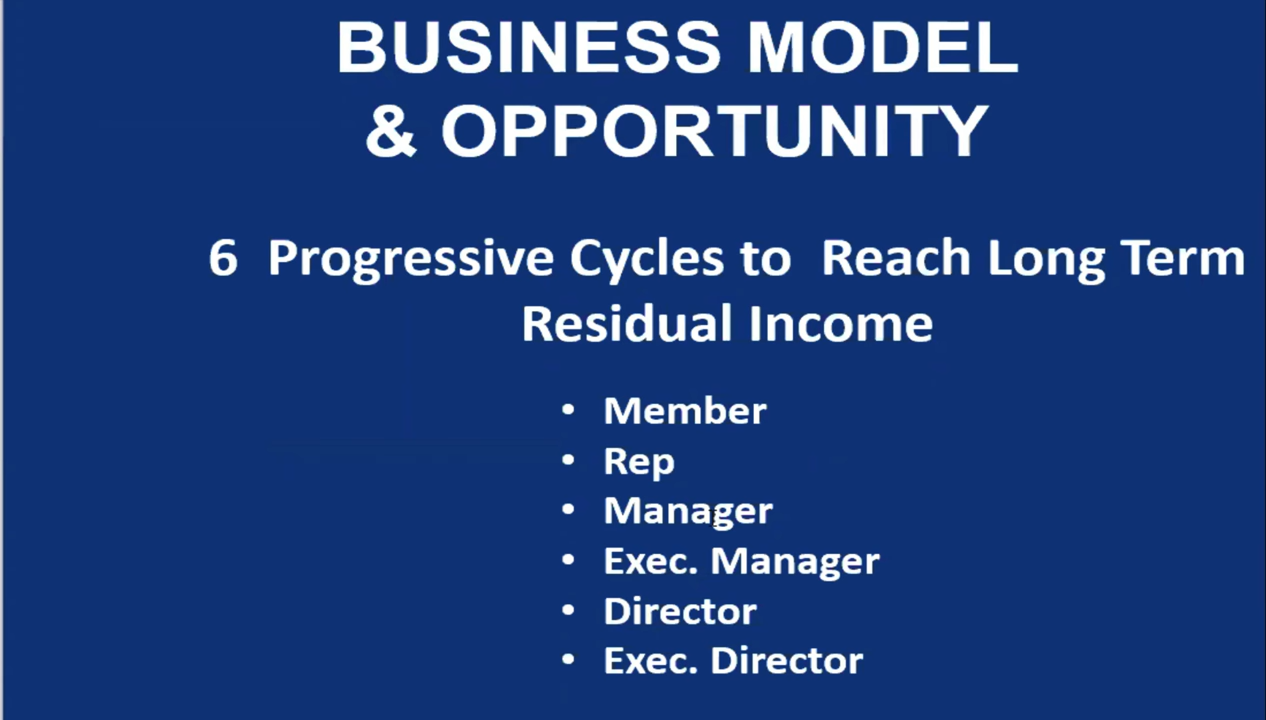 BUSINESS MODEL
& OPPORTUNITY
6 Progressive Cycles to Reach Long Term
Residual Income
• Member
• Rep
• Manager
• Exec. Manager
• Director
• Exec. Director